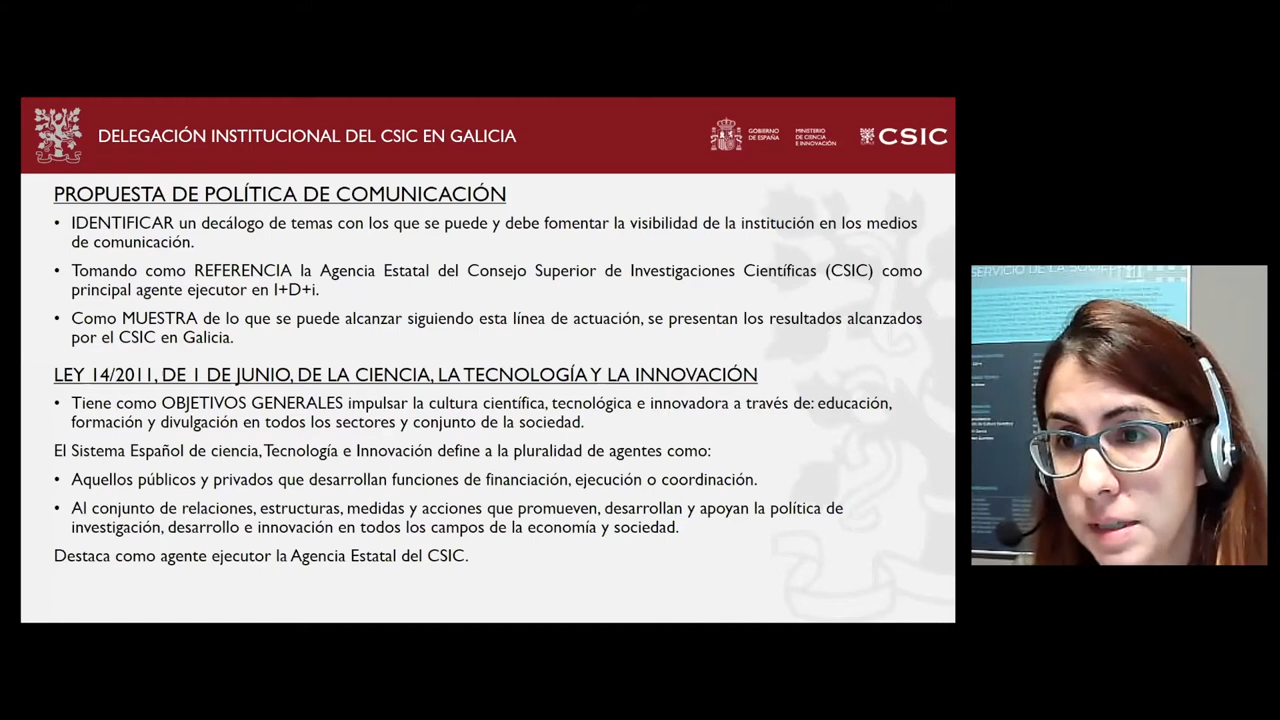 DELEGACIÓN INSTITUCIONAL DEL CSIC EN GALICIA
GOBIERNO
DE ESPAÑA
MINISTERIO
DE CIENCIA
E INNOVACIÓN
CSIC
PROPUESTA DE POLÍTICA DE COMUNICACIÓN
• IDENTIFICAR un decálogo de temas con los que se puede y debe fomentar la visibilidad de la institución en los medios
de comunicación.
• Tomando como REFERENCIA la Agencia Estatal del Consejo Superior de Investigaciones Científicas (CSIC) como
principal agente ejecutor en I+D+i.
• Como MUESTRA de lo que se puede alcanzar siguiendo esta línea de actuación, se presentan los resultados alcanzados
por el CSIC en Galicia.
LEY 14/2011, DE 1 DE JUNIO, DE LA CIENCIA, LA TECNOLOGÍA Y LA INNOVACIÓN
• Tiene como OBJETIVOS GENERALES impulsar la cultura científica, tecnológica e innovadora a través de: educación,
formación y divulgación en todos los sectores y conjunto de la sociedad.
El Sistema Español de ciencia, Tecnología e Innovación define a la pluralidad de agentes como:
• Aquellos públicos y privados que desarrollan funciones de financiación, ejecución o coordinación.
• Al conjunto de relaciones, estructuras, medidas y acciones que promueven, desarrollan y apoyan la política de
investigación, desarrollo e innovación en todos los campos de la economía y sociedad.
Destaca como agente ejecutor la Agencia Estatal del CSIC.
SERVICIO DE LA